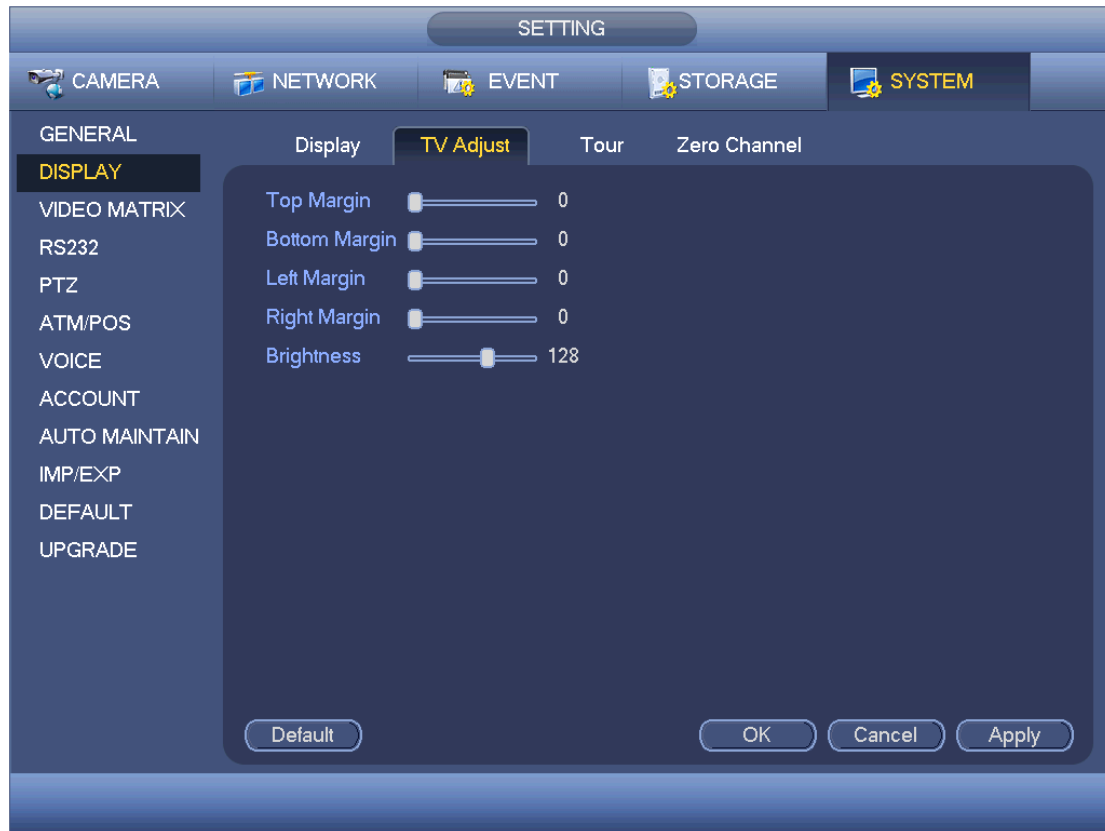 SETTING
CAMERA NETWORK EVENT STORAGE SYSTEM
GENERAL
DISPLAY
VIDEO MATRIX
RS232
PTZ
ATM/POS
VOICE
ACCOUNT
AUTO MAINTAIN
IMP/EXP
DEFAULT
UPGRADE
Display TV Adjust Tour Zero Channel
Top Margin 0
Bottom Margin 0
Left Margin 0
Right Margin 0
Brightness 128
Default OK Cancel Apply